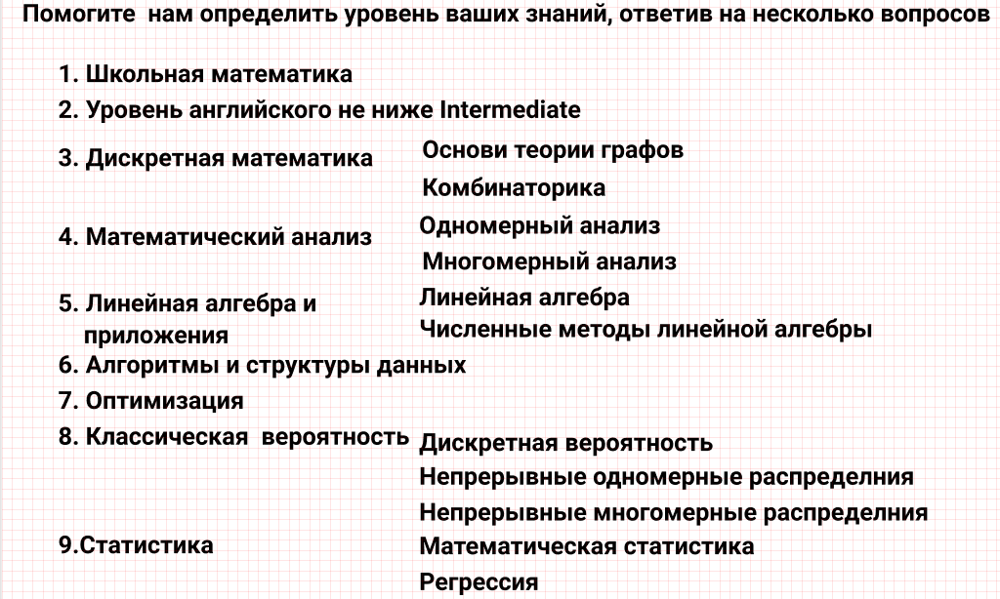 Помогите нам определить уровень ваших знаний, ответив на несколько вопросов
1. Школьная математика
2. Уровень английского не ниже Intermediate
3. Дискретная математика
Основи теории графов
Комбинаторика
4. Математический анализ
Одномерный анализ
Многомерный анализ
5. Линейная алгебра и
приложения
Линейная алгебра
Численные методы линейной алгебры
6. Алгоритмы и структуры данных
7. Оптимизация
8. Классическая вероятность
Дискретная вероятность
Непрерывные одномерные распределния
Непрерывные многомерные распределния
9.Статистика
Математическая статистика
Регрессия